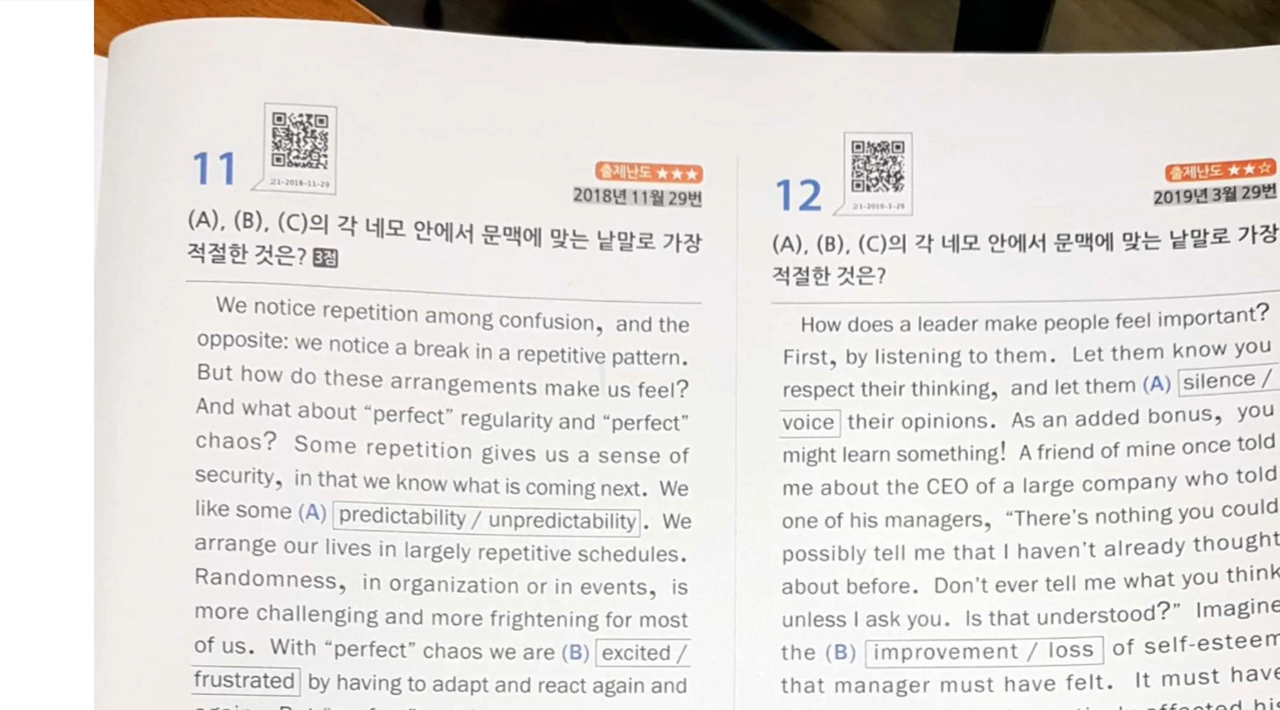 11
21-2018-11-29
출제난도 ★★★
2018년 11월 29번
(A), (B), (C)의 각 네모 안에서 문맥에 맞는 낱말로 가장
적절한 것은? 3점
We notice repetition among confusion, and the
opposite: we notice a break in a repetitive pattern.
But how do these arrangements make us feel?
And what about “perfect” regularity and “perfect”
chaos? Some repetition gives us a sense of
security, in that we know what is coming next. We
like some (A) predictability / unpredictability. We
arrange our lives in largely repetitive schedules.
Randomness, in organization or in events, is
more challenging and more frightening for most
of us. With “perfect” chaos we are (B) excited /
frustrated by having to adapt and react again and
12
21-2019-3-29
출제난도 ★★☆
2019년 3월 29번
(A), (B), (C)의 각 네모 안에서 문맥에 맞는 낱말로 가장
적절한 것은?
How does a leader make people feel important?
First, by listening to them. Let them know you
respect their thinking, and let them (A) silence /
voice their opinions. As an added bonus, you
might learn something! A friend of mine once told
me about the CEO of a large company who told
one of his managers, “There’s nothing you could
possibly tell me that I haven’t already thought
about before. Don’t ever tell me what you think
unless I ask you. Is that understood?” Imagine
the (B) improvement / loss of self-esteem
that manager must have felt. It must have